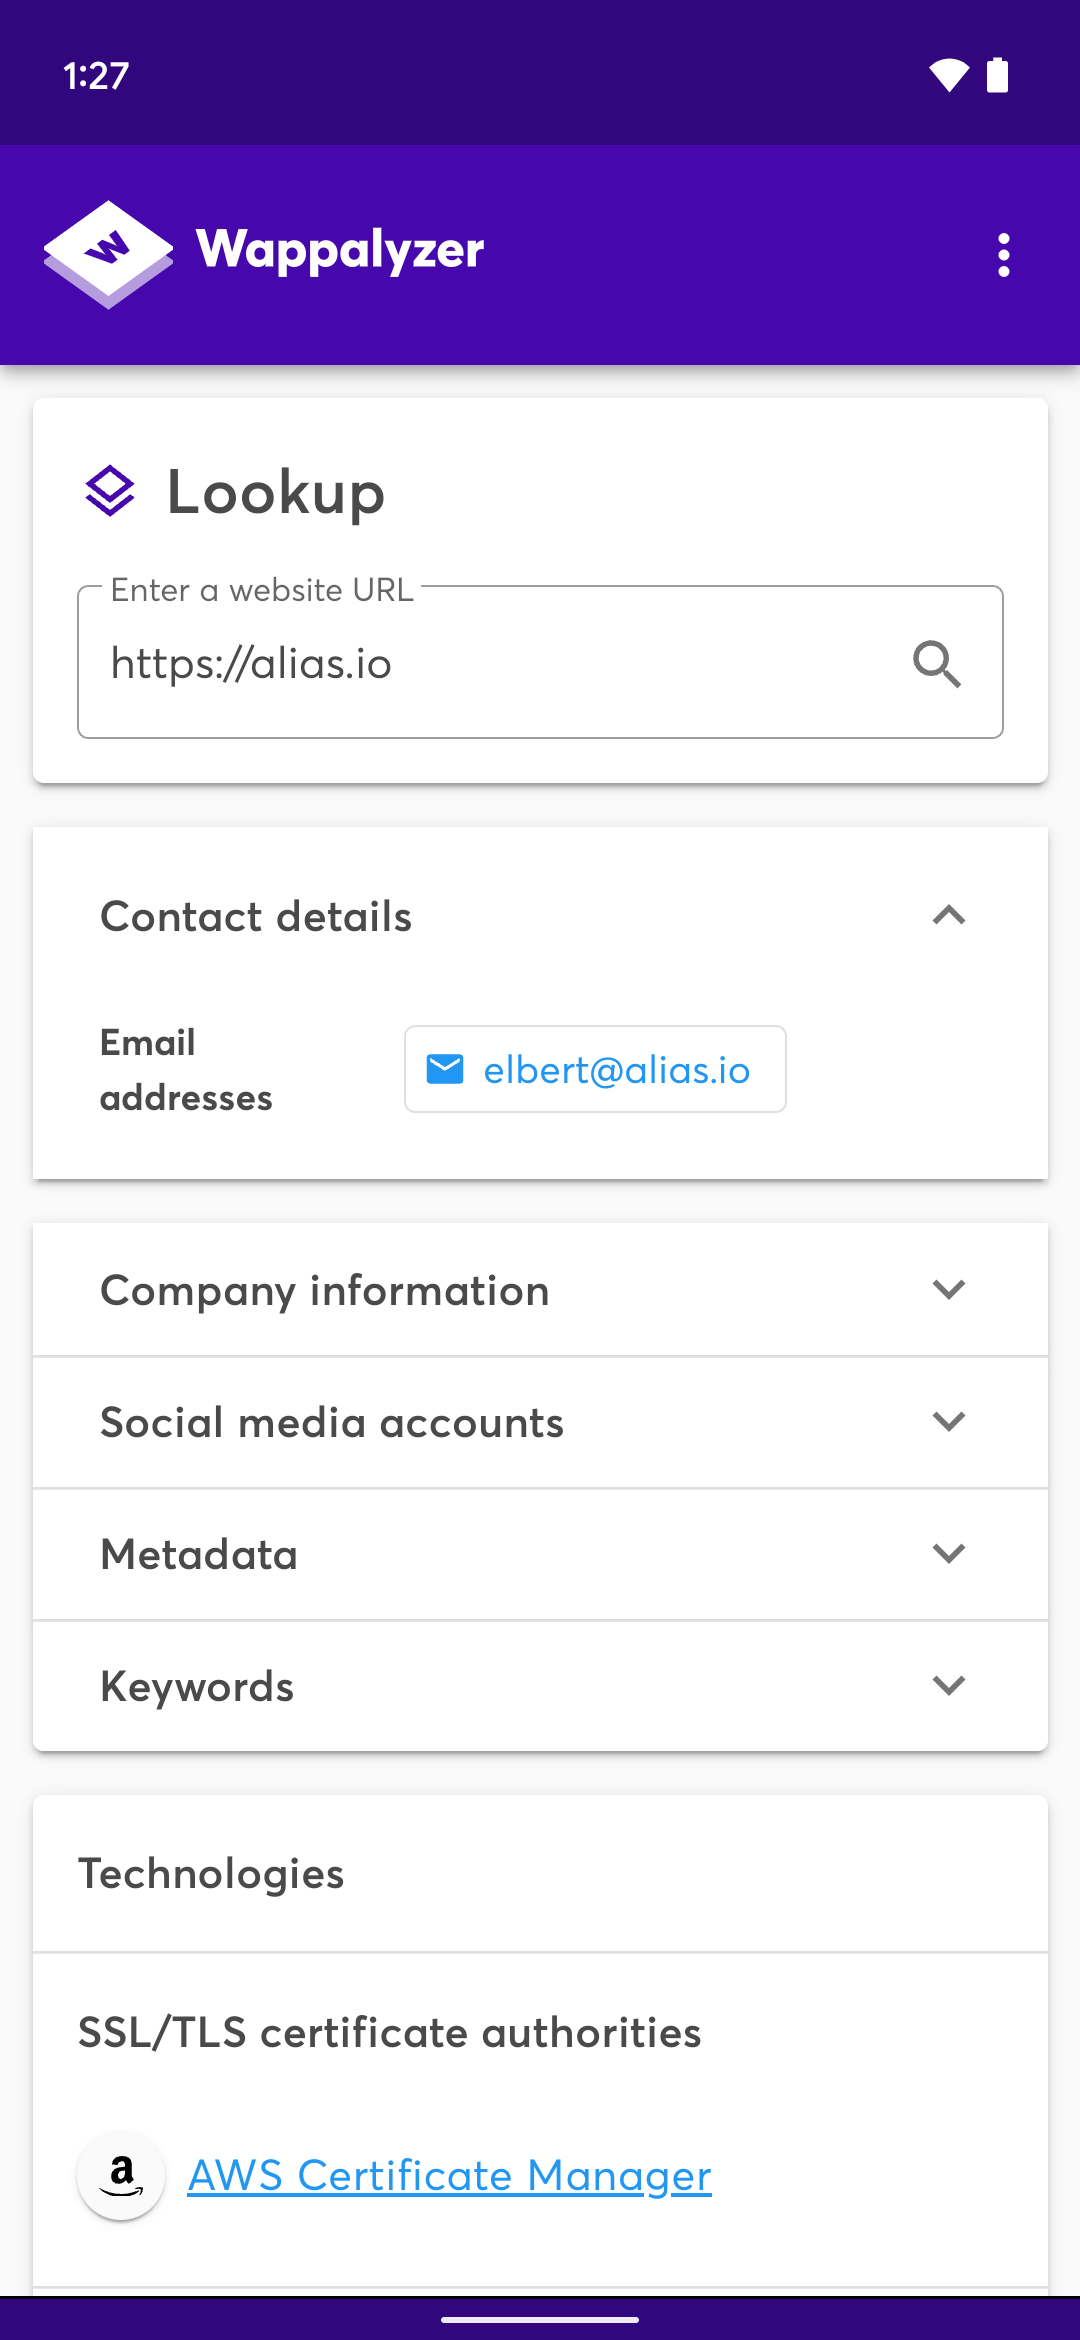 1:27
Wappalyzer
Lookup
Enter a website URL
https://alias.io
Contact details
Email
addresses
elbert@alias.io
Company information
Social media accounts
Metadata
Keywords
Technologies
SSL/TLS certificate authorities
AWS Certificate Manager